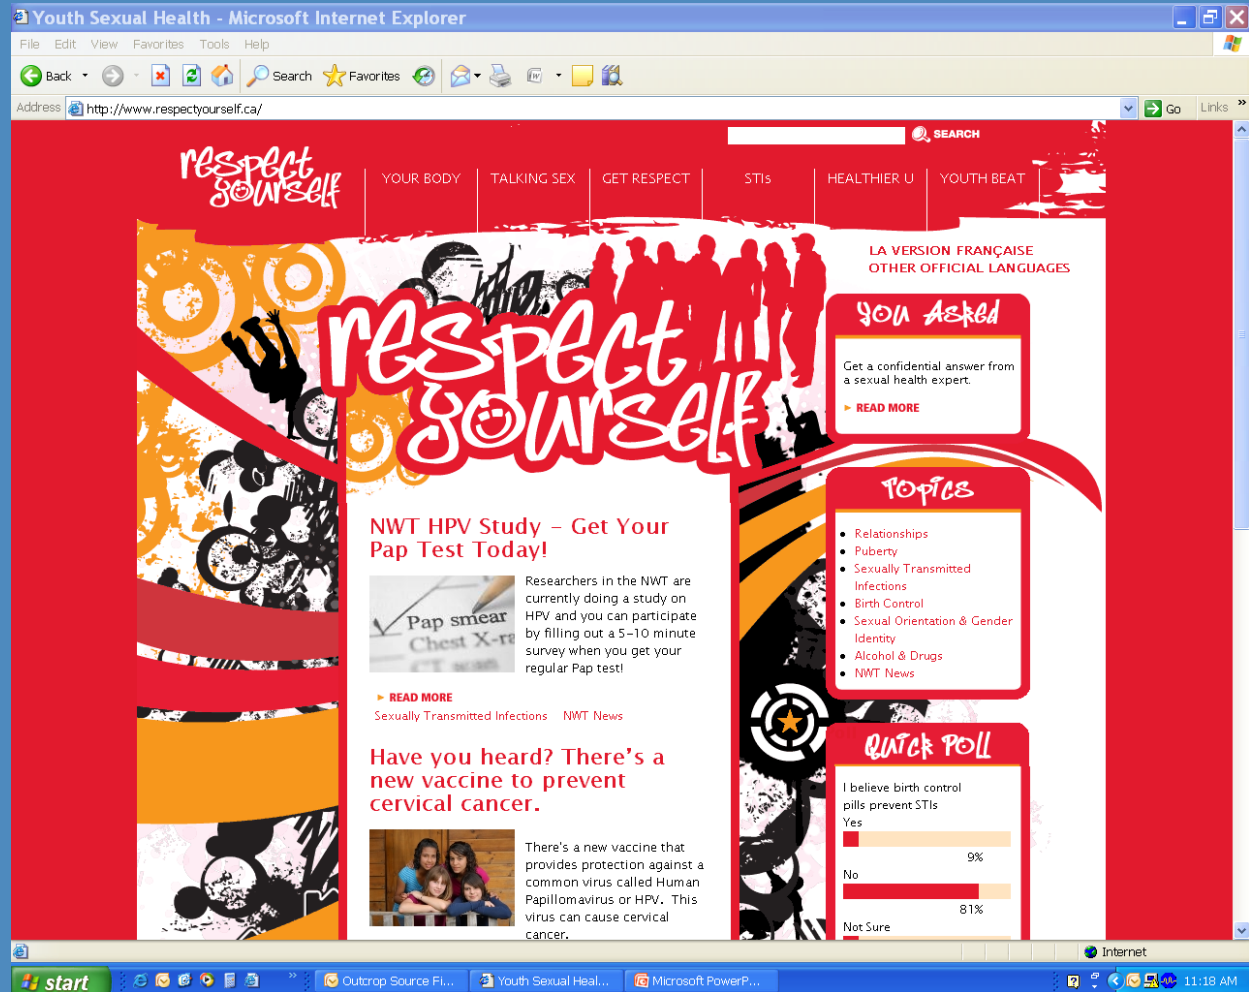 Youth Sexual Health - Microsoft Internet Explorer
File Edit View Favorites Tools Help
Back Search Favorites
Address http://www.respectyourself.ca/ Go Links »
SEARCH
respect
yourself
YOUR BODY TALKING SEX GET RESPECT STIs HEALTHIER U YOUTH BEAT
LA VERSION FRANÇAISE
OTHER OFFICIAL LANGUAGES
respect
yourself
NWT HPV Study – Get Your
Pap Test Today!
Pap smear
Chest X-ra
CT scan
Researchers in the NWT are
currently doing a study on
HPV and you can participate
by filling out a 5–10 minute
survey when you get your
regular Pap test!
READ MORE
Sexually Transmitted Infections NWT News
Have you heard? There's a
new vaccine to prevent
cervical cancer.
There's a new vaccine that
provides protection against a
common virus called Human
Papillomavirus or HPV. This
virus can cause cervical
cancer.
You Asked
Get a confidential answer from
a sexual health expert.
READ MORE
Topics
Relationships
Puberty
Sexually Transmitted
Infections
Birth Control
Sexual Orientation & Gender
Identity
Alcohol & Drugs
NWT News
Quick Poll
I believe birth control
pills prevent STIs
Yes
9%
No
81%
Not Sure
Internet
start » Outcrop Source Fi... Youth Sexual Heal... Microsoft PowerP... 11:18 AM